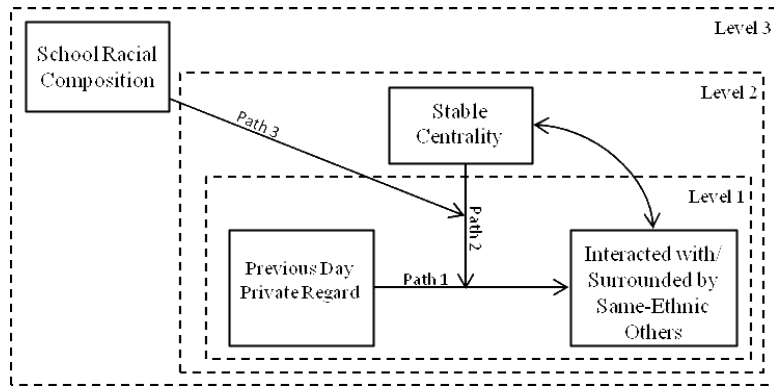 Level 3
School Racial
Composition
Level 2
Stable
Centrality
Path 3
Level 1
Path 2
Previous Day
Private Regard
Path 1
Interacted with/
Surrounded by
Same-Ethnic
Others